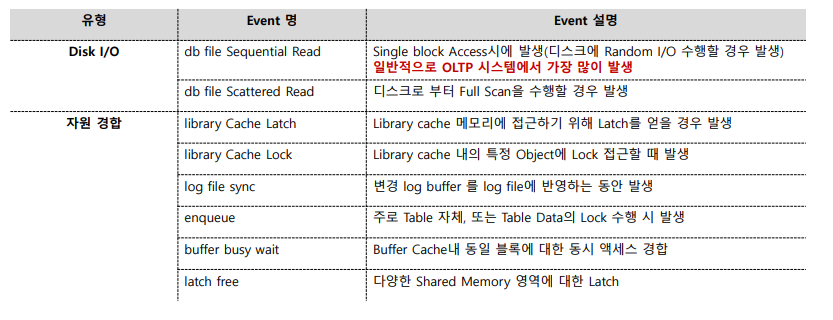 유형 Event 명 Event 설명
Disk I/O db file Sequential Read Single block Access시에 발생(디스크에 Random I/O 수행할 경우 발생)
일반적으로 OLTP 시스템에서 가장 많이 발생
db file Scattered Read 디스크로 부터 Full Scan을 수행할 경우 발생
자원 경합 library Cache Latch Library cache 메모리에 접근하기 위해 Latch를 얻을 경우 발생
library Cache Lock Library cache 내의 특정 Object에 Lock 접근할 때 발생
log file sync 변경 log buffer 를 log file에 반영하는 동안 발생
enqueue 주로 Table 자체, 또는 Table Data의 Lock 수행 시 발생
buffer busy wait Buffer Cache내 동일 블록에 대한 동시 액세스 경합
latch free 다양한 Shared Memory 영역에 대한 Latch